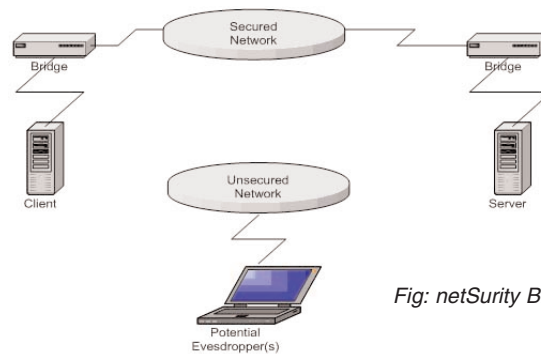 Secured
Network
Bridge
Bridge
Client
Server
Unsecured
Network
Fig: netSurity B
Potential
Evesdropper(s)